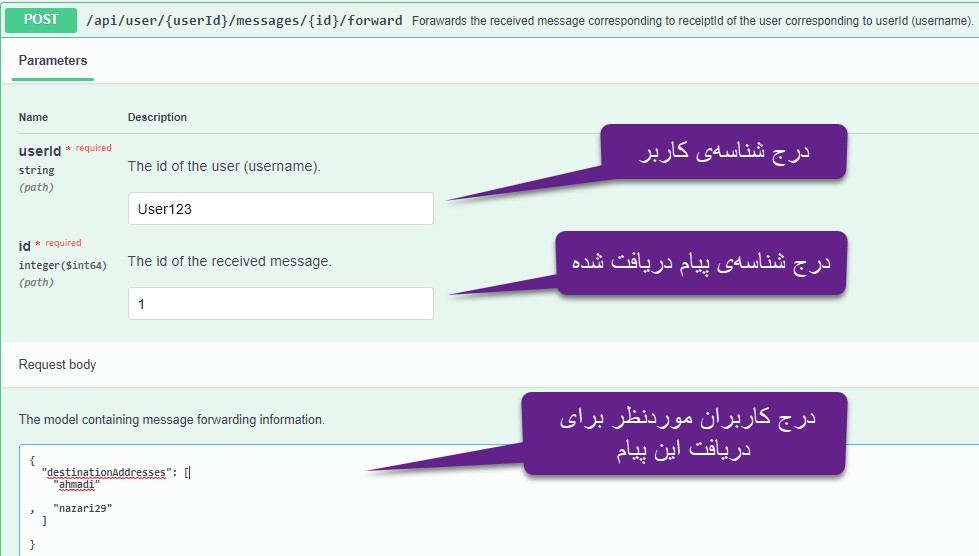 POST /api/user/{userId}/messages/{id}/forward Forawards the received message corresponding to receiptId of the user corresponding to userId (username).
Parameters
Name Description
userId * required
string
(path)
The id of the user (username).
User123
درج شناسه‌ی کاربر
id * required
integer($int64)
(path)
The id of the received message.
1
درج شناسه‌ی پیام دریافت شده
Request body
The model containing message forwarding information.
درج کاربران موردنظر برای
دریافت این پیام
{
"destinationAddresses": [
"ahmadi"
, "nazari29"
]
}